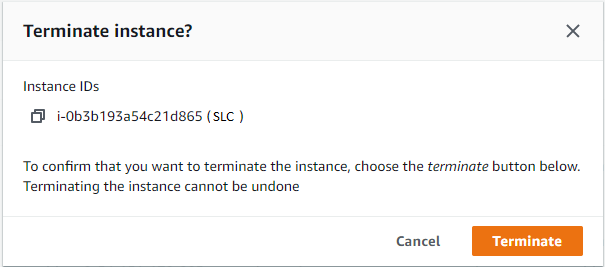 Terminate instance?
Instance IDs
i-0b3b193a54c21d865 ( SLC )
To confirm that you want to terminate the instance, choose the terminate button below.
Terminating the instance cannot be undone
Cancel Terminate